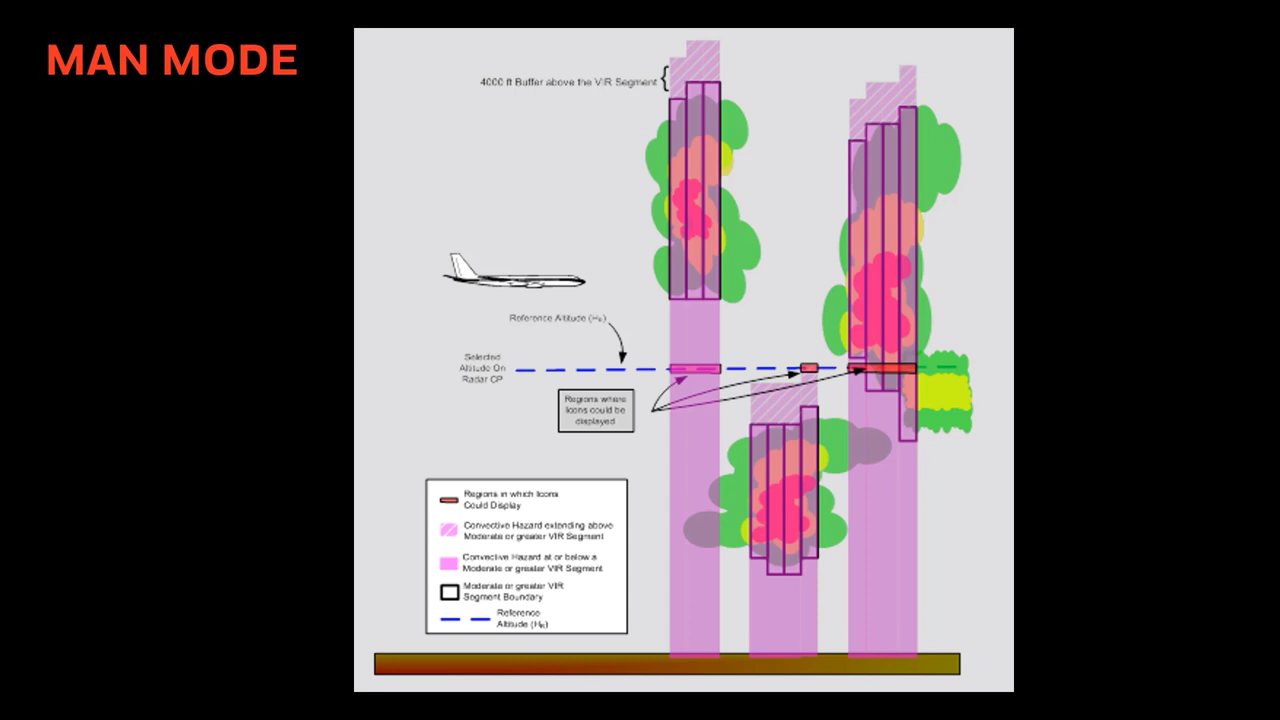 MAN MODE
4000 ft Buffer above the VIR Segment
Reference Altitude (Hₐ)
Selected
Altitude On
Radar CP
Regions where
Icons could be
displayed
Regions in which Icons
Could Display
Convective Hazard extending above
Moderate or greater VIR Segment
Convective Hazard at or below a
Moderate or greater VIR Segment
Moderate or greater VIR
Segment Boundary
Reference
Altitude (Hₐ)